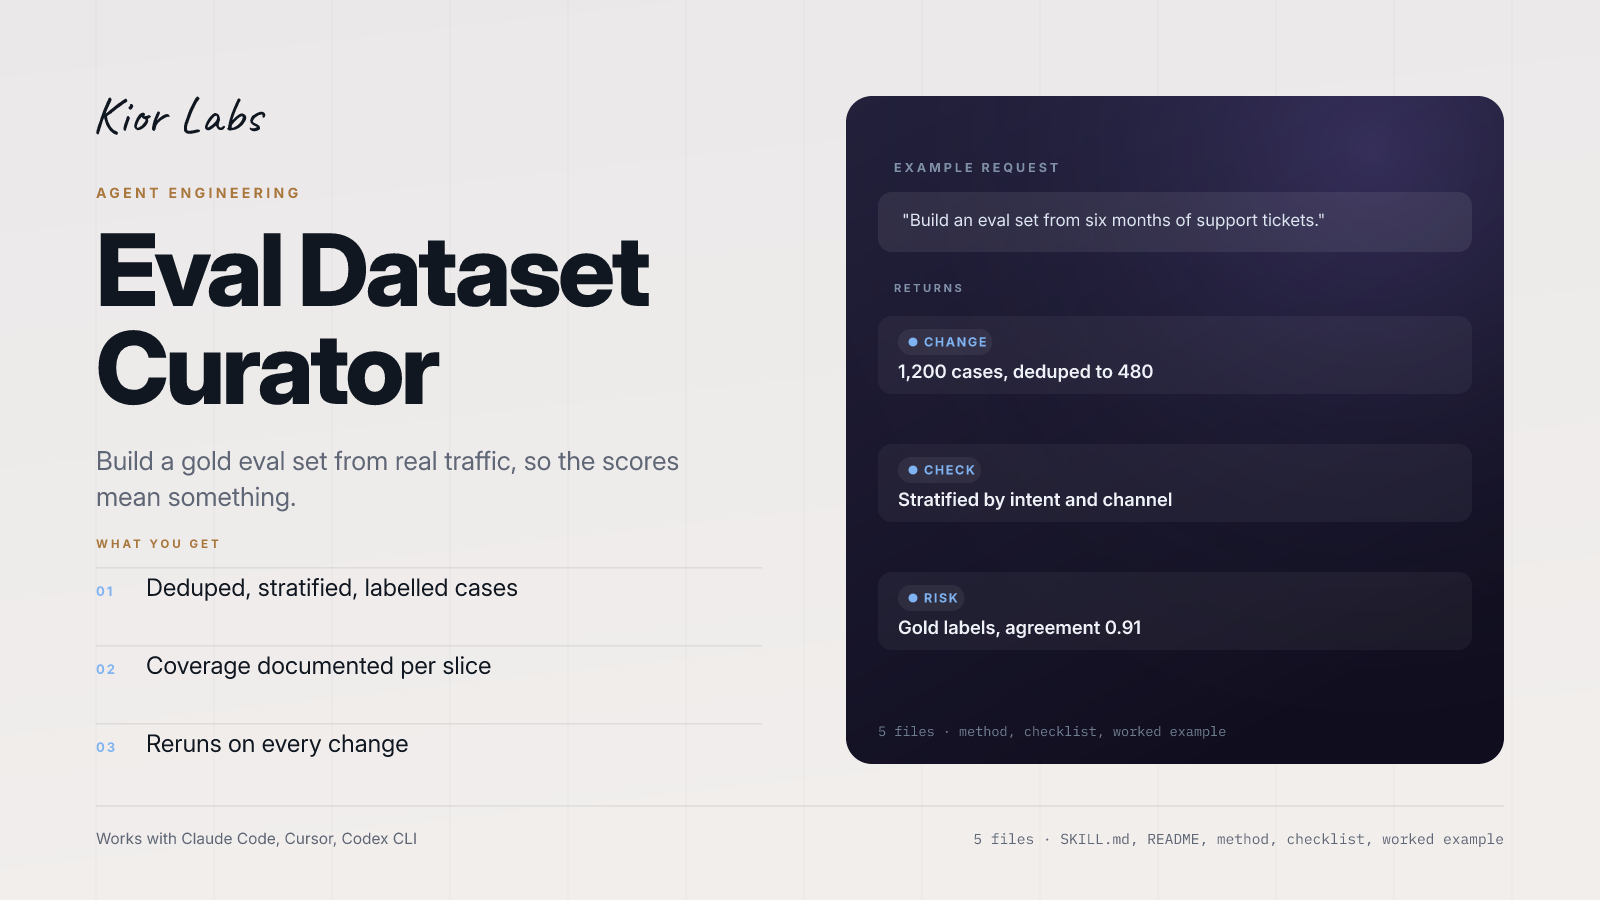 Kior Labs
AGENT ENGINEERING
Eval Dataset
Curator
Build a gold eval set from real traffic, so the scores
mean something.
WHAT YOU GET
01 Deduped, stratified, labelled cases
02 Coverage documented per slice
03 Reruns on every change
EXAMPLE REQUEST
"Build an eval set from six months of support tickets."
RETURNS
CHANGE
1,200 cases, deduped to 480
CHECK
Stratified by intent and channel
RISK
Gold labels, agreement 0.91
5 files · method, checklist, worked example
Works with Claude Code, Cursor, Codex CLI
5 files · SKILL.md, README, method, checklist, worked example